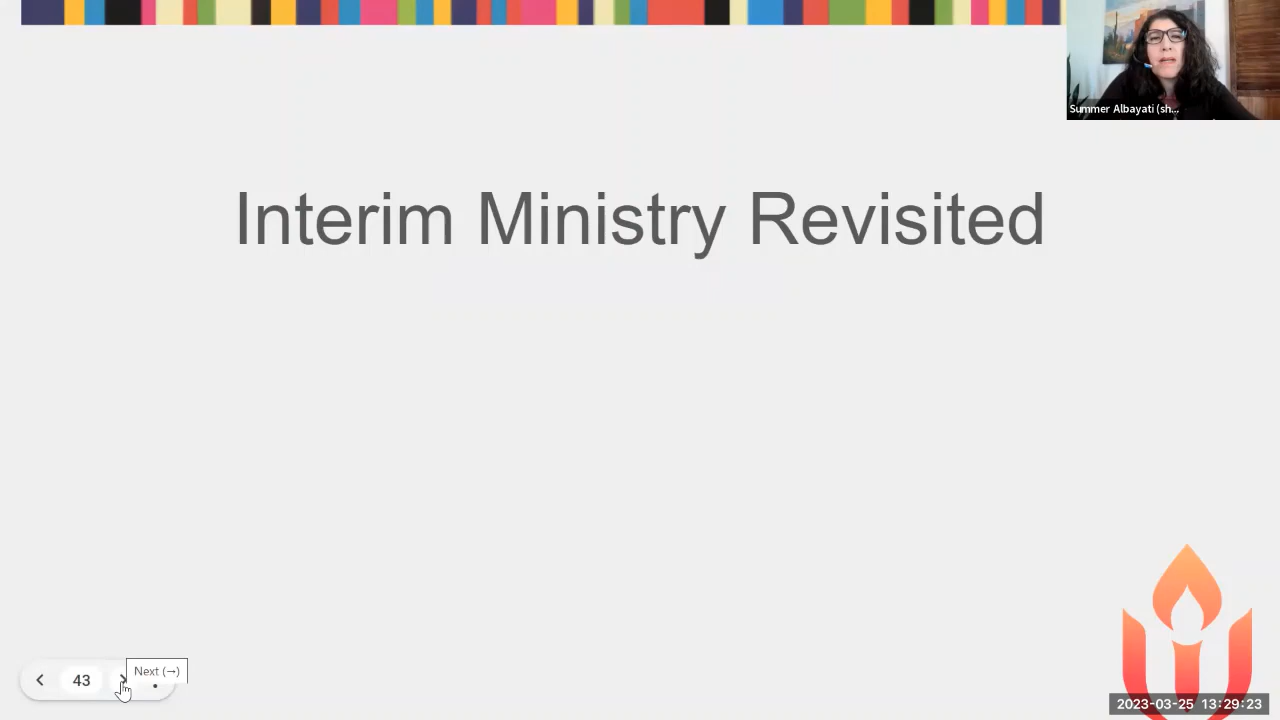 Summer Albayati (sh...
Interim Ministry Revisited
Next (→)
43
2023-03-25 13:29:23